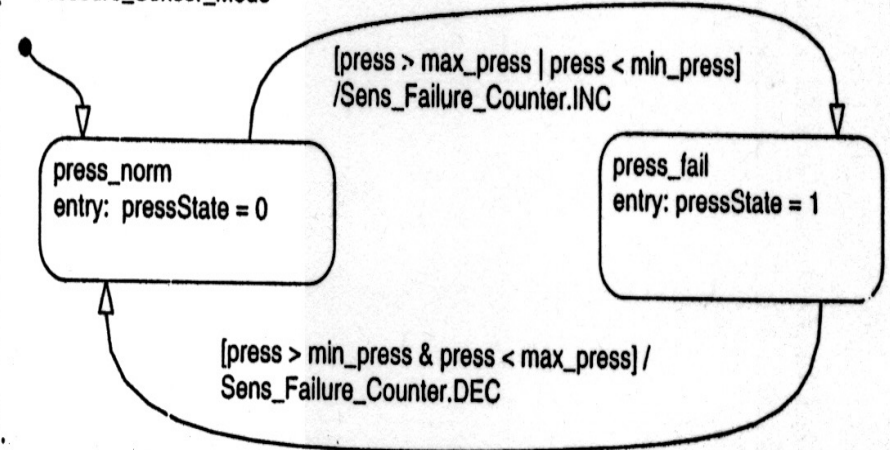 [press > max_press | press < min_press]
/Sens_Failure_Counter.INC
press_norm
entry: pressState = 0
press_fail
entry: pressState = 1
[press > min_press & press < max_press] /
Sens_Failure_Counter.DEC